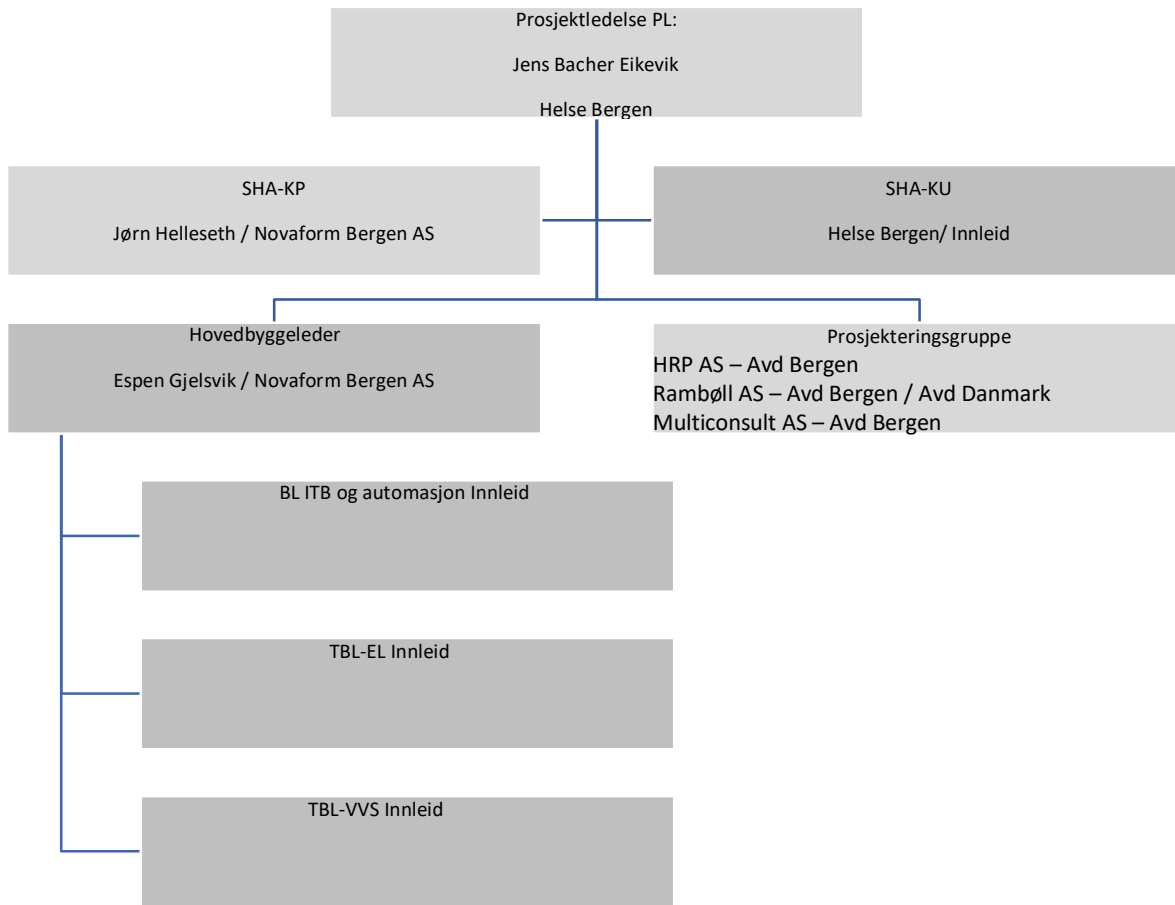 Prosjektledelse PL:
Jens Bacher Eikevik
Helse Bergen
SHA-KP
Jørn Helleseth / Novaform Bergen AS
SHA-KU
Helse Bergen/ Innleid
Hovedbyggeleder
Espen Gjelsvik / Novaform Bergen AS
Prosjekteringsgruppe
HRP AS – Avd Bergen
Rambøll AS – Avd Bergen / Avd Danmark
Multiconsult AS – Avd Bergen
BL ITB og automasjon Innleid
TBL-EL Innleid
TBL-VVS Innleid